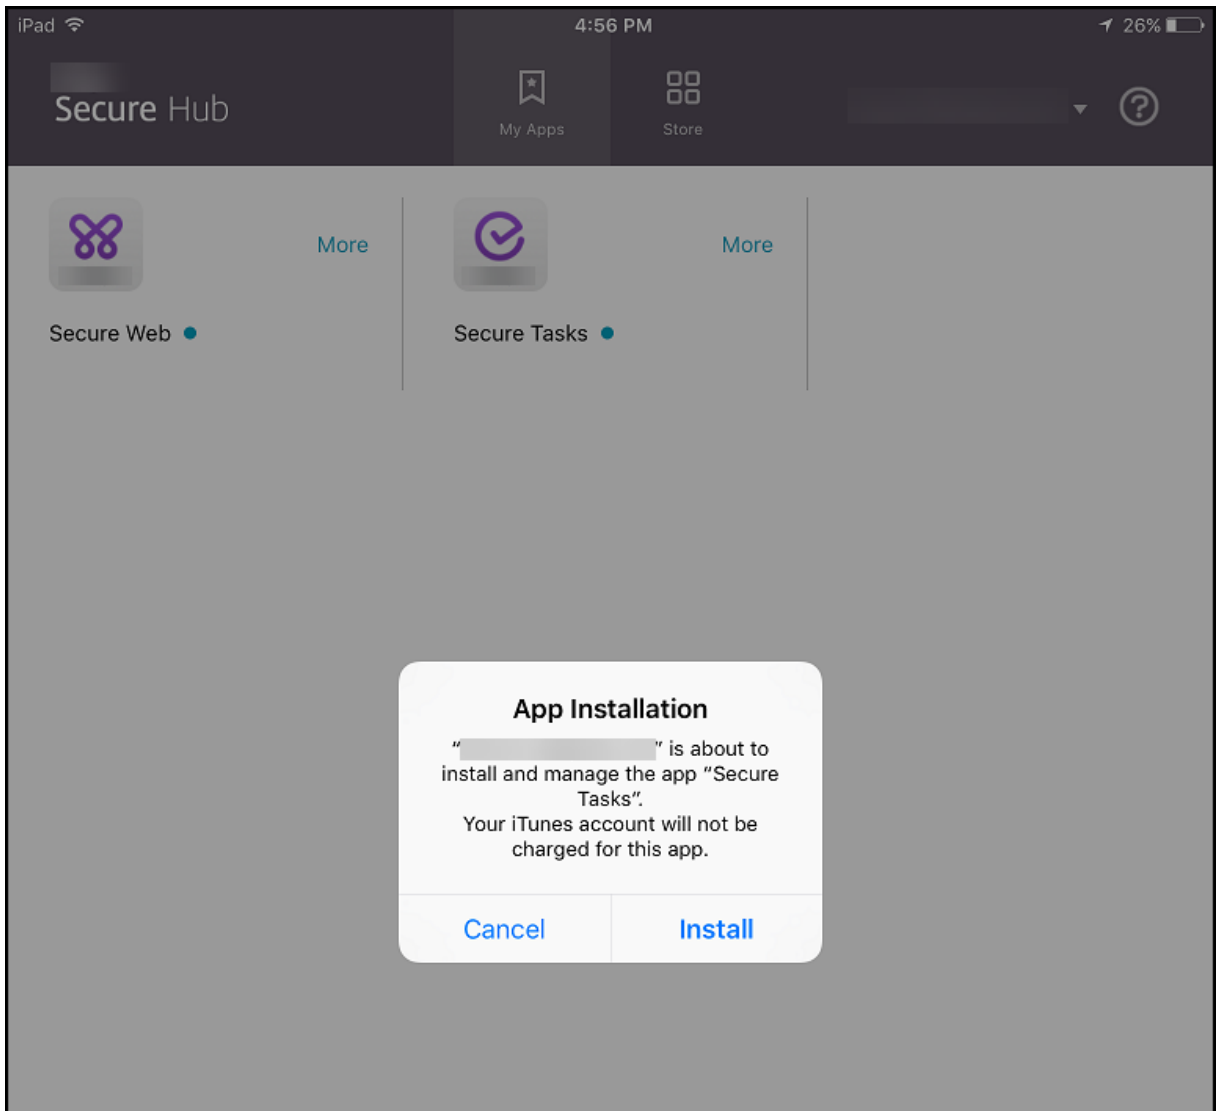 iPad 4:56 PM 26%
Secure Hub
My Apps Store
More More
Secure Web Secure Tasks
App Installation
“ ” is about to
install and manage the app “Secure
Tasks”.
Your iTunes account will not be
charged for this app.
Cancel Install